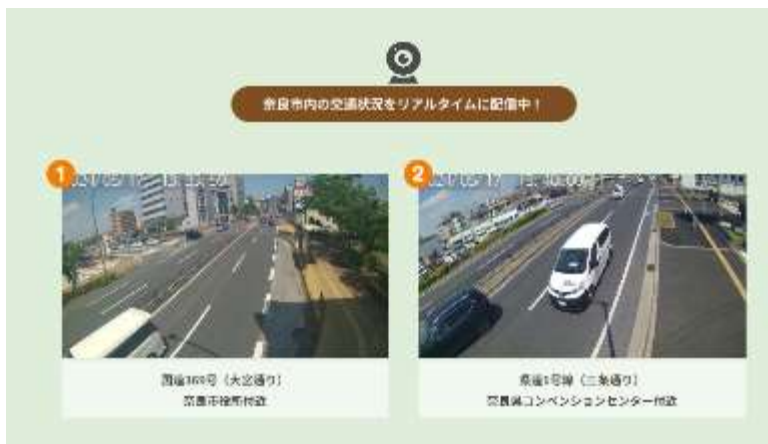 奈良市内の交通状況をリアルタイムに配信中！
1
2
国道369号（大宮通り）
奈良市役所付近
県道1号線（三条通り）
奈良県コンベンションセンター付近